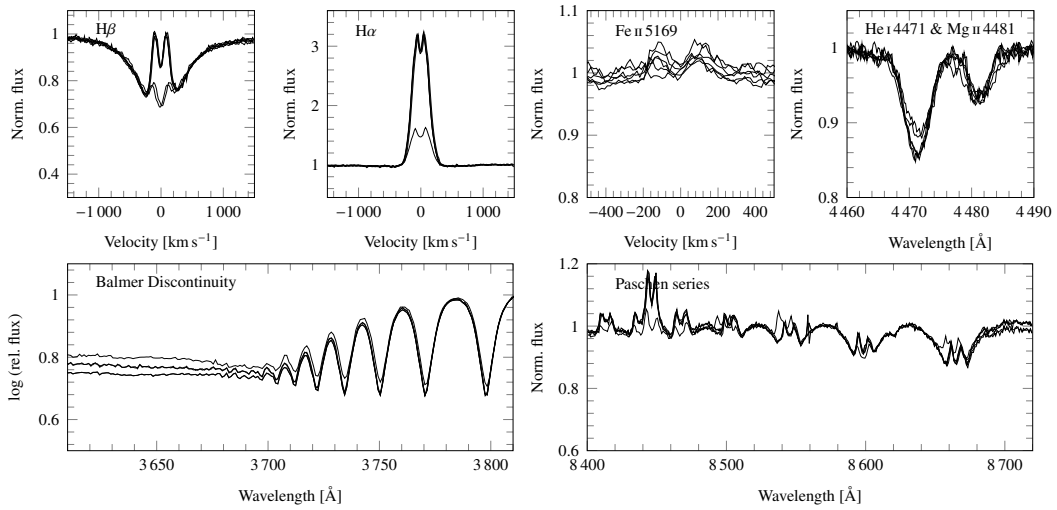 Hβ
Norm. flux
1
0.8
0.6
0.4
−1 000
0
1 000
Velocity [km s−1]
Hα
Norm. flux
3
2
1
−1 000
0
1 000
Velocity [km s−1]
Fe II 5169
Norm. flux
1.1
1
0.9
0.8
−400
−200
0
200
400
Velocity [km s−1]
He I 4471 & Mg II 4481
Norm. flux
1
0.9
0.8
4 460
4 470
4 480
4 490
Wavelength [Å]
Balmer Discontinuity
log (rel. flux)
1
0.8
0.6
3 650
3 700
3 750
3 800
Wavelength [Å]
Paschen series
Norm. flux
1.2
1
0.8
0.6
8 400
8 500
8 600
8 700
Wavelength [Å]